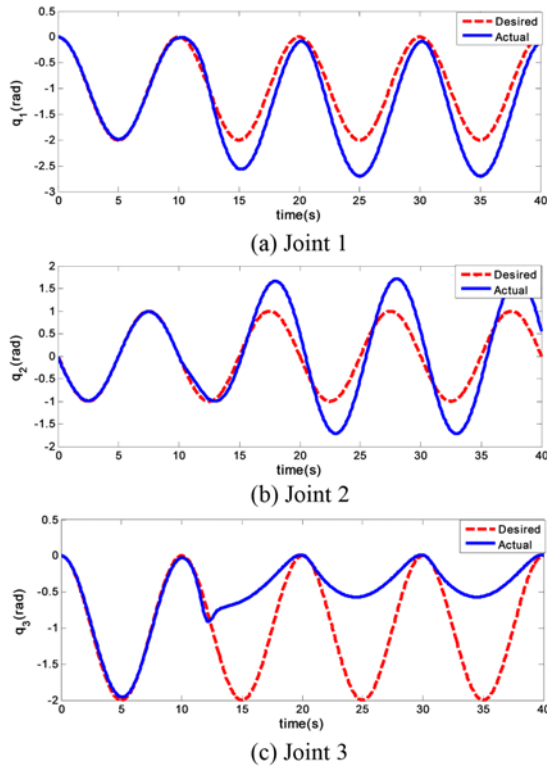 0.5
Desired
Actual
0
-0.5
-1
-1.5
-2
-2.5
-3
q1(rad)
0 5 10 15 20 25 30 35 40
time(s)
(a) Joint 1
2
Desired
Actual
1.5
1
0.5
0
-0.5
-1
-1.5
-2
q2(rad)
0 5 10 15 20 25 30 35 40
time(s)
(b) Joint 2
0.5
Desired
Actual
0
-0.5
-1
-1.5
-2
q3(rad)
0 5 10 15 20 25 30 35 40
time(s)
(c) Joint 3